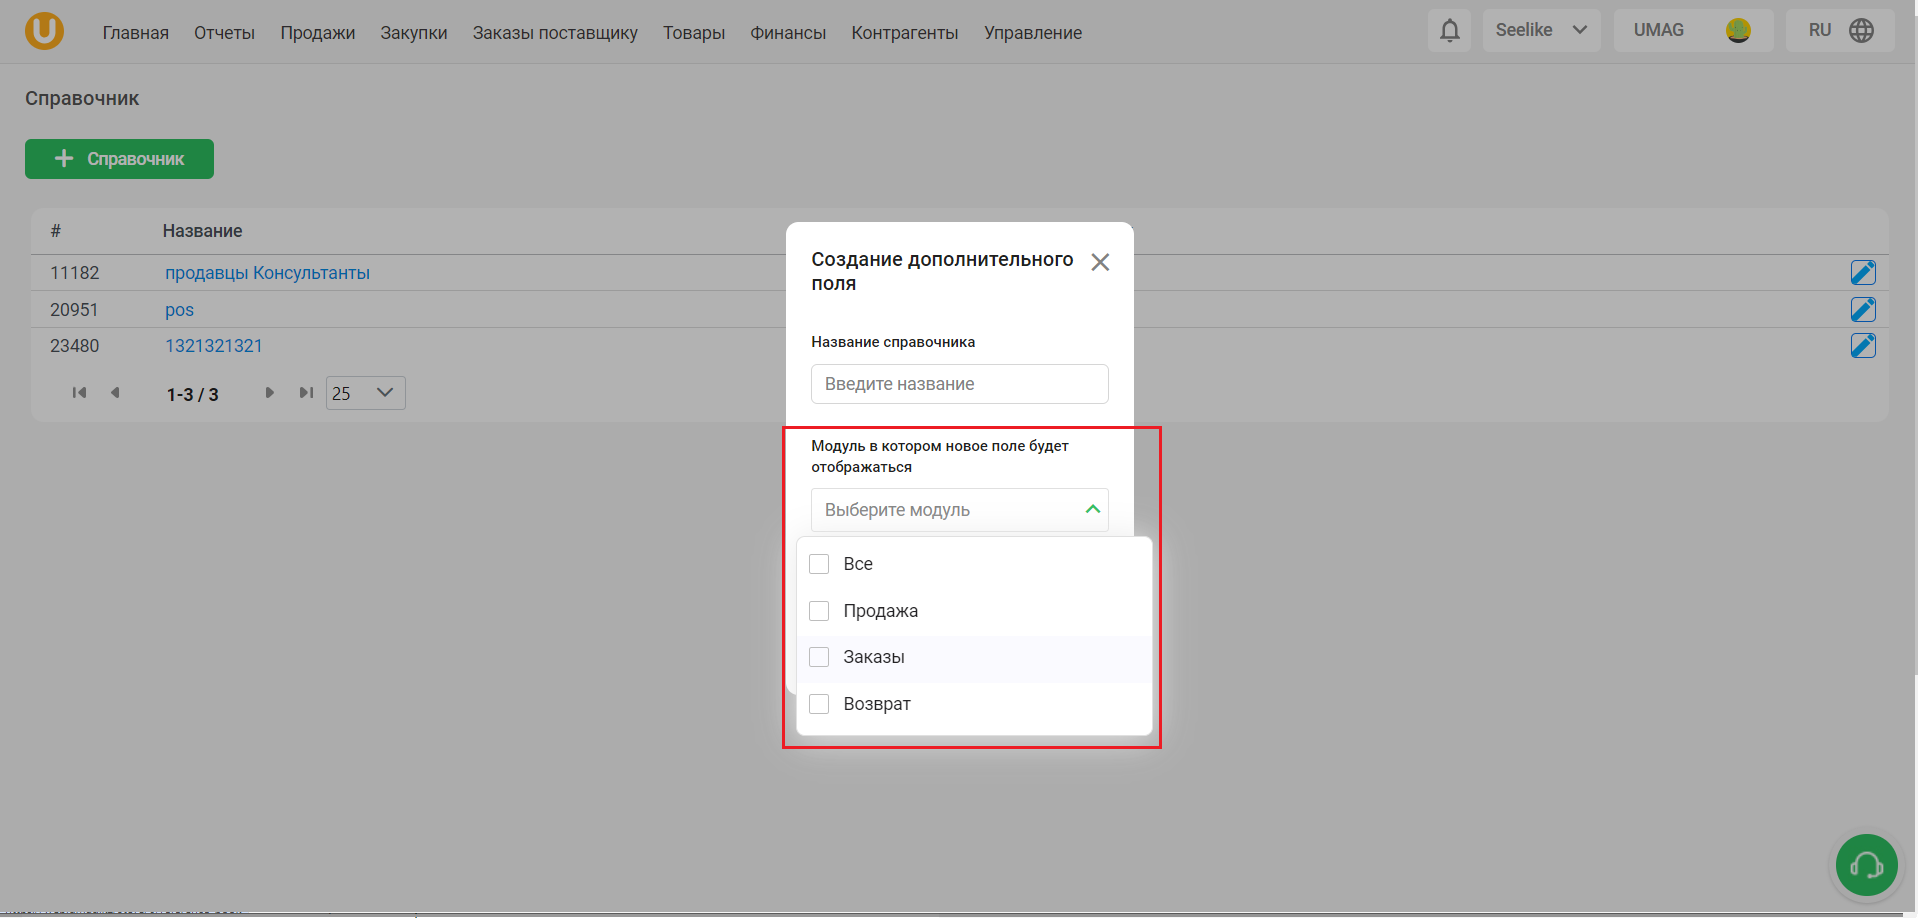 Главная Отчеты Продажи Закупки Заказы поставщику Товары Финансы Контрагенты Управление Seelike UMAG RU
Справочник
Справочник
# Название
11182 продавцы Консультанты
20951 pos
23480 1321321321
1-3 / 3 25
Создание дополнительного
поля
Название справочника
Введите название
Модуль в котором новое поле будет
отображаться
Выберите модуль
Все
Продажа
Заказы
Возврат